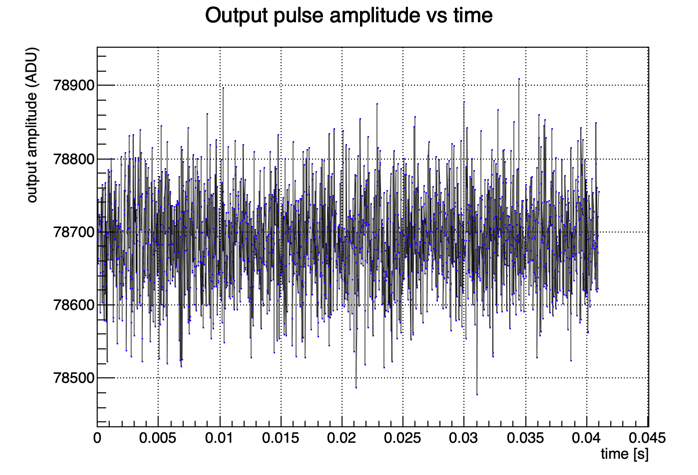 Output pulse amplitude vs time
output amplitude (ADU)
78900
78800
78700
78600
78500
0 0.005 0.01 0.015 0.02 0.025 0.03 0.035 0.04 0.045
time [s]